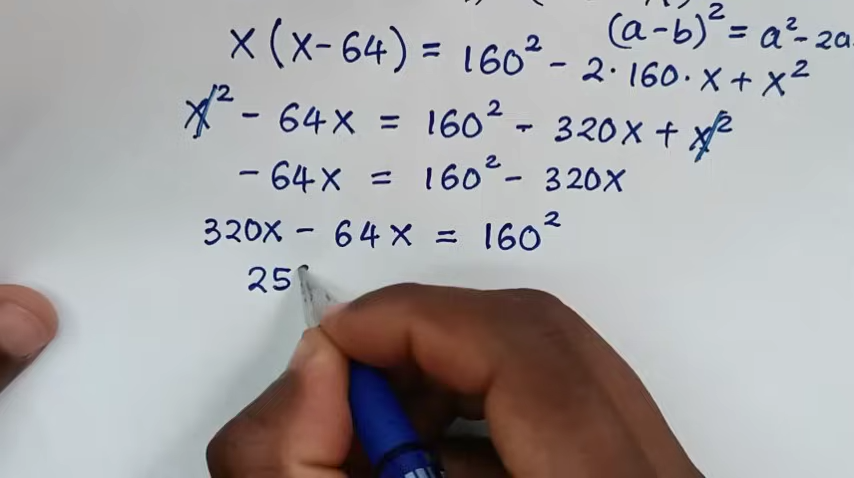 (a-b)² = a² - 2a
x(x-64) = 160² - 2·160·x + x²
x² - 64x = 160² - 320x + x²
-64x = 160² - 320x
320x - 64x = 160²
25